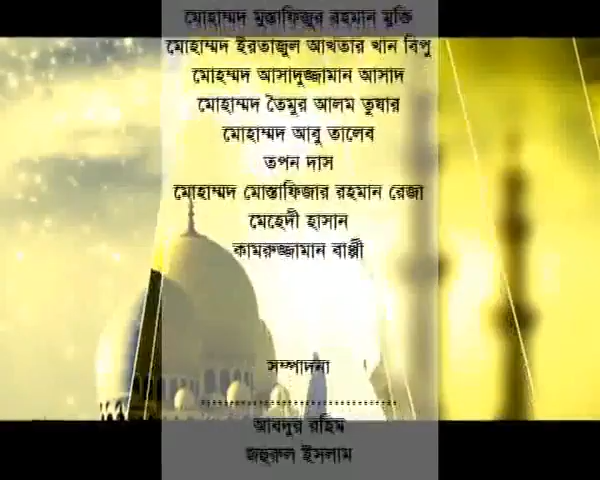 মোহাম্মদ মুস্তাফিজুর রহমান মুক্তি
মোহাম্মদ ইরতাজুল আখতার খান বিপু
মোহম্মদ আসাদুজ্জামান আসাদ
মোহাম্মদ তৈমুর আলম তুষার
মোহাম্মদ আবু তালেব
তপন দাস
মোহাম্মদ মোস্তাফিজার রহমান রেজা
মেহেদী হাসান
কামরুজ্জামান বাপ্পী
সম্পাদনা
আবদুর রহিম
জহুরুল ইসলাম